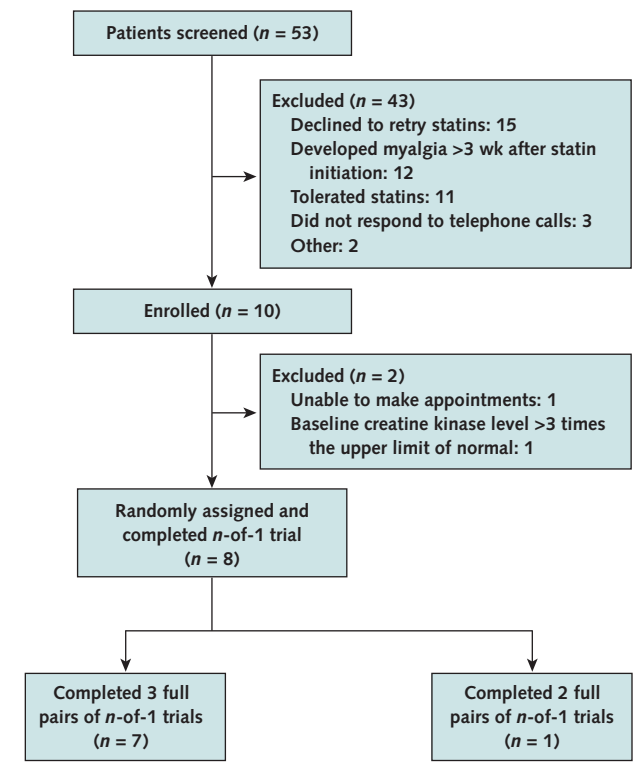 Patients screened (n = 53)
Excluded (n = 43)
Declined to retry statins: 15
Developed myalgia >3 wk after statin
initiation: 12
Tolerated statins: 11
Did not respond to telephone calls: 3
Other: 2
Enrolled (n = 10)
Excluded (n = 2)
Unable to make appointments: 1
Baseline creatine kinase level >3 times
the upper limit of normal: 1
Randomly assigned and
completed n-of-1 trial
(n = 8)
Completed 3 full
pairs of n-of-1 trials
(n = 7)
Completed 2 full
pairs of n-of-1 trials
(n = 1)